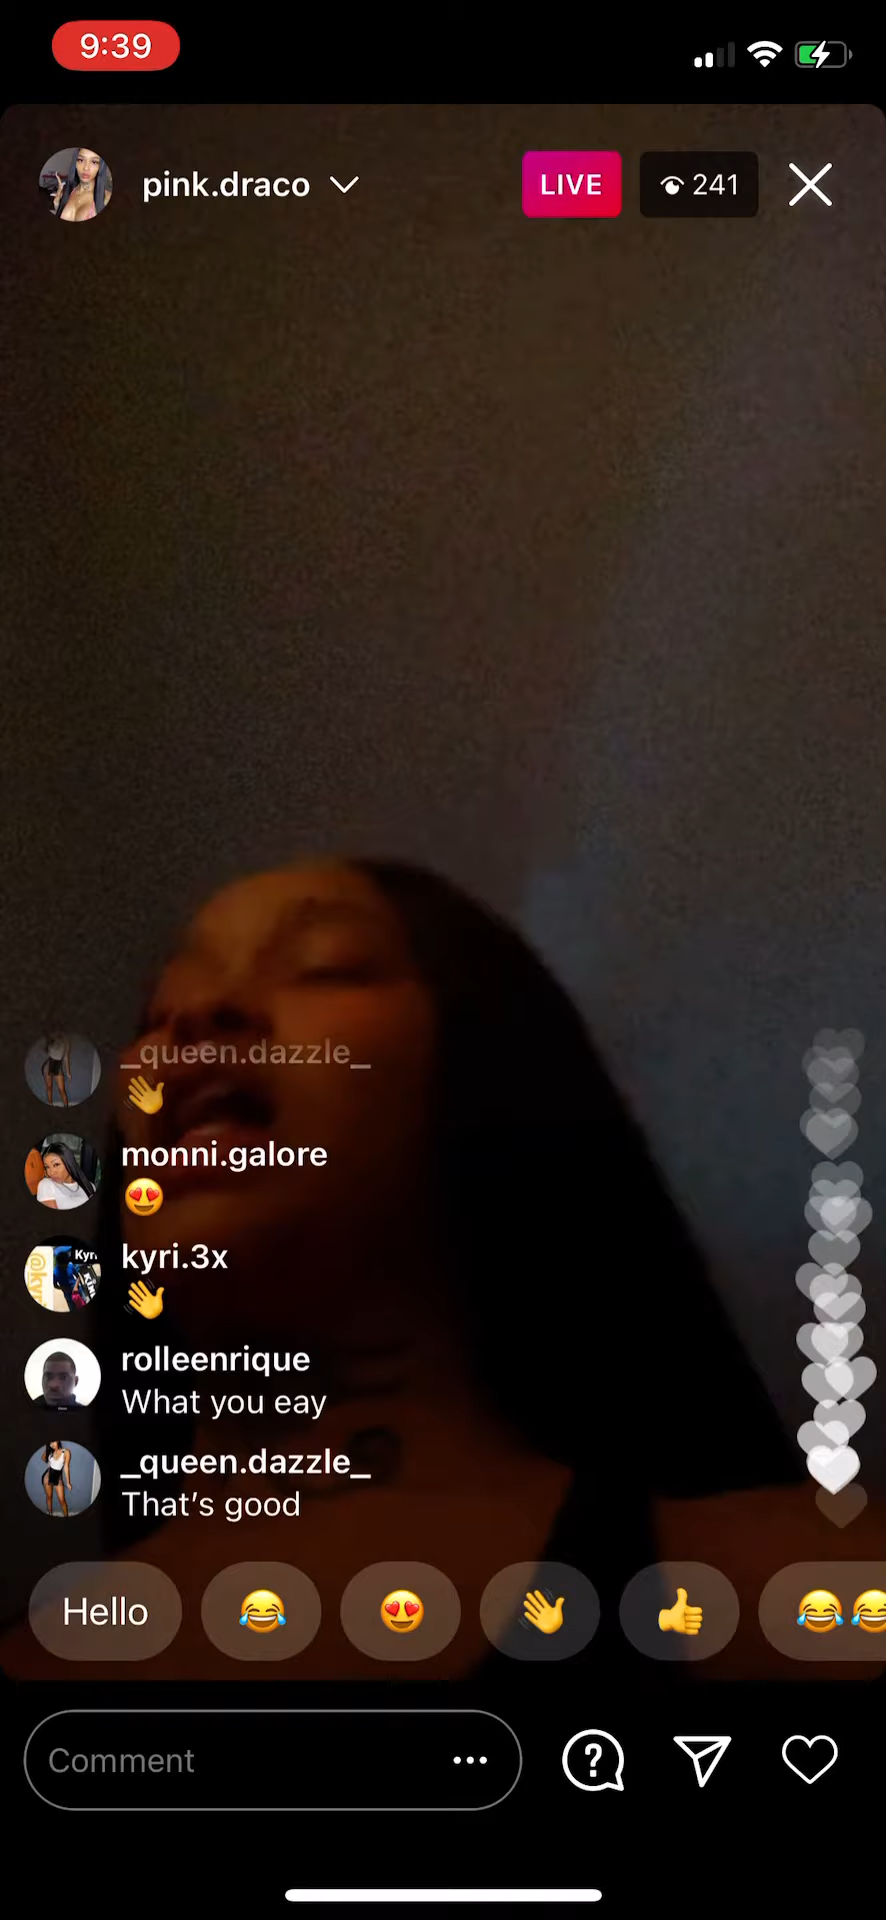 9:39
pink.draco
LIVE
241
_queen.dazzle_
👋
monni.galore
😍
kyri.3x
👋
rolleenrique
What you eay
_queen.dazzle_
That’s good
Hello 😂 😍 👋 👍 😂😂
Comment